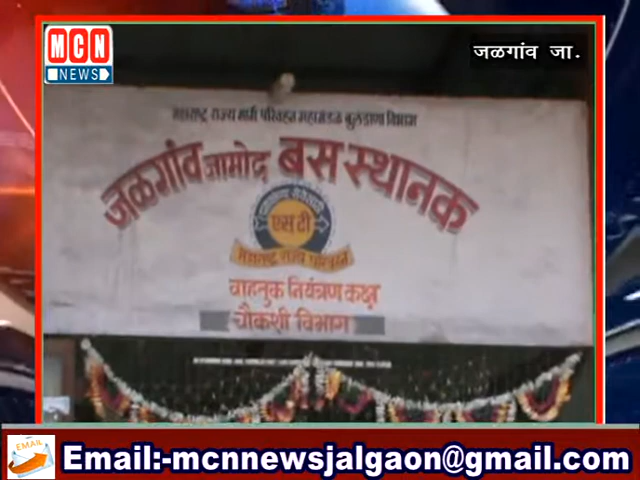 MCN
NEWS
जळगांव जा.
महाराष्ट्र राज्य मार्ग परिवहन महामंडळ बुलडाणा विभाग
जळगांव जामोद बस स्थानक
एस टी
महाराष्ट्र राज्य परिवहन
वाहतुक नियंत्रण कक्ष
चौकशी विभाग
EMAIL
Email:-mcnnewsjalgaon@gmail.com